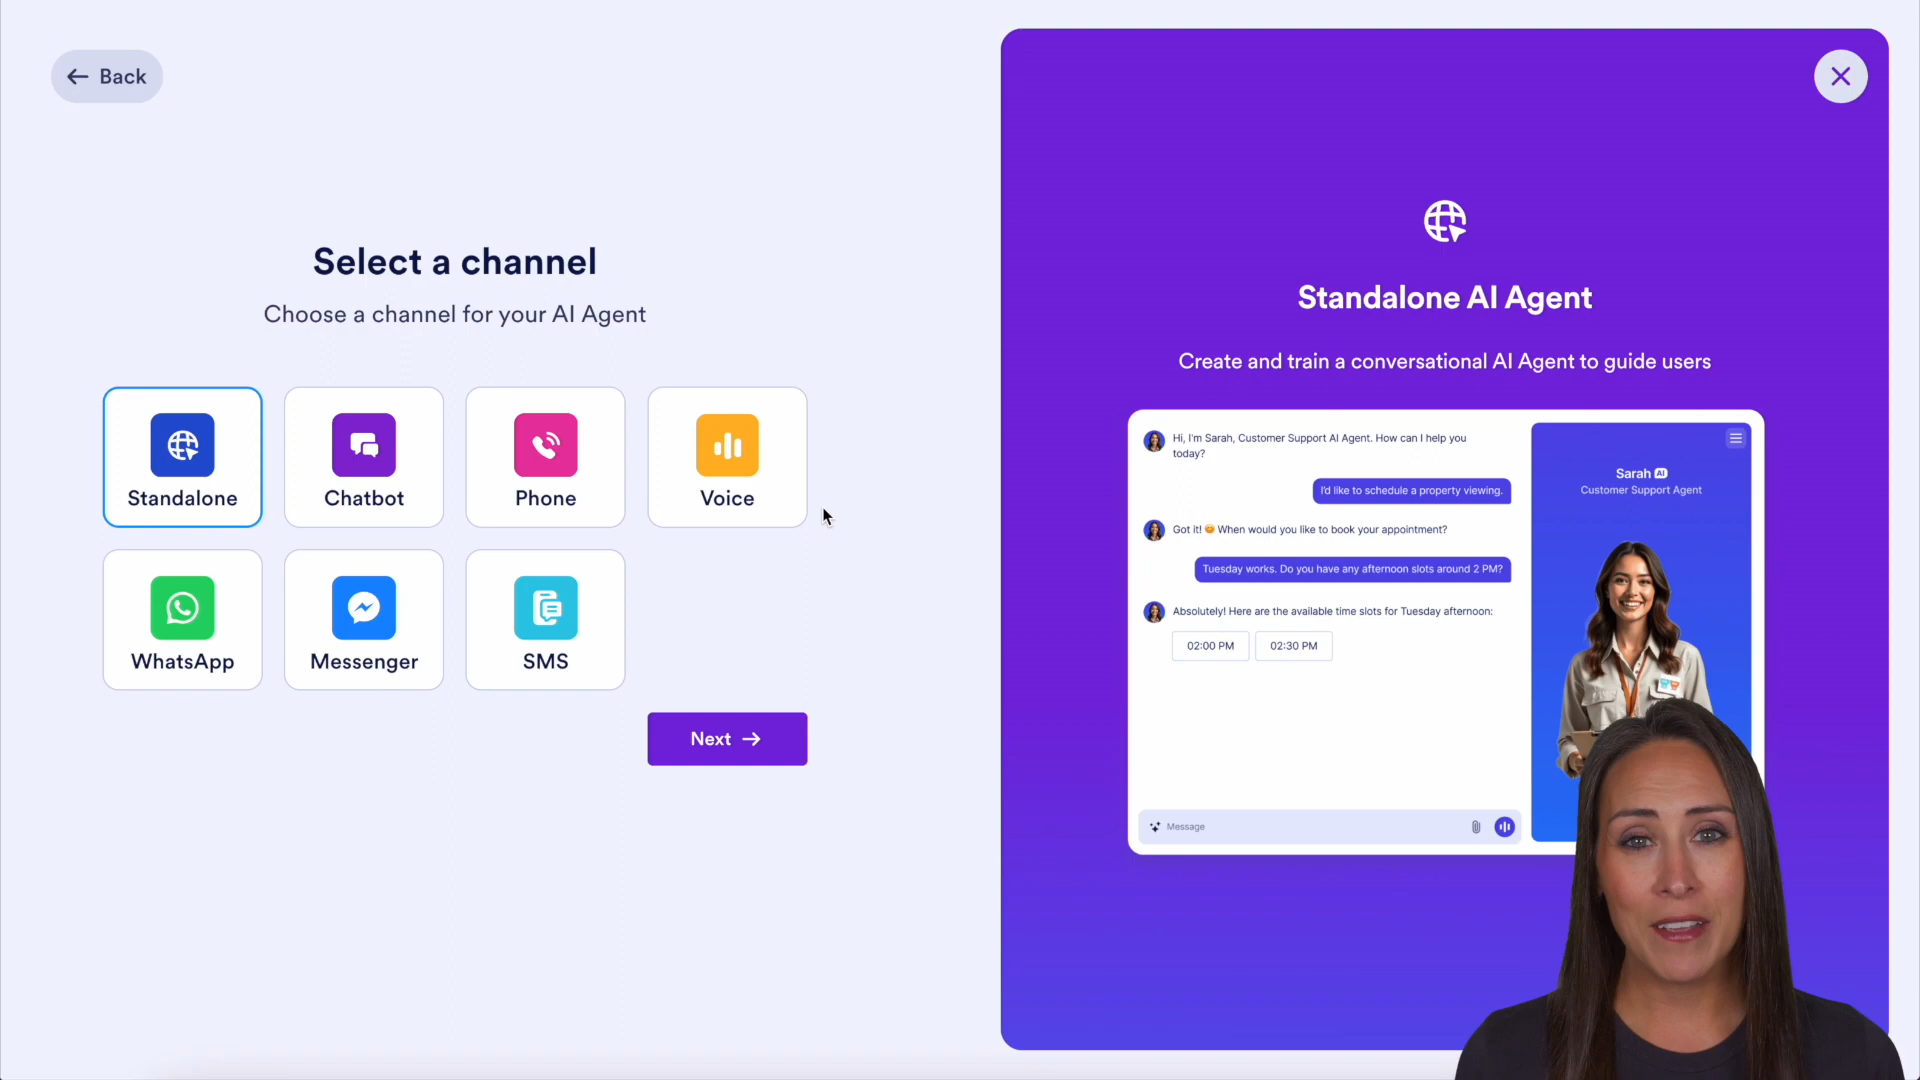 Back
Select a channel
Choose a channel for your AI Agent
Standalone
Chatbot
Phone
Voice
WhatsApp
Messenger
SMS
Next
Standalone AI Agent
Create and train a conversational AI Agent to guide users
Hi, I'm Sarah, Customer Support AI Agent. How can I help you
today?
I'd like to schedule a property viewing.
Got it! 😊 When would you like to book your appointment?
Tuesday works. Do you have any afternoon slots around 2 PM?
Absolutely! Here are the available time slots for Tuesday afternoon:
02:00 PM
02:30 PM
Message
Sarah AI
Customer Support Agent